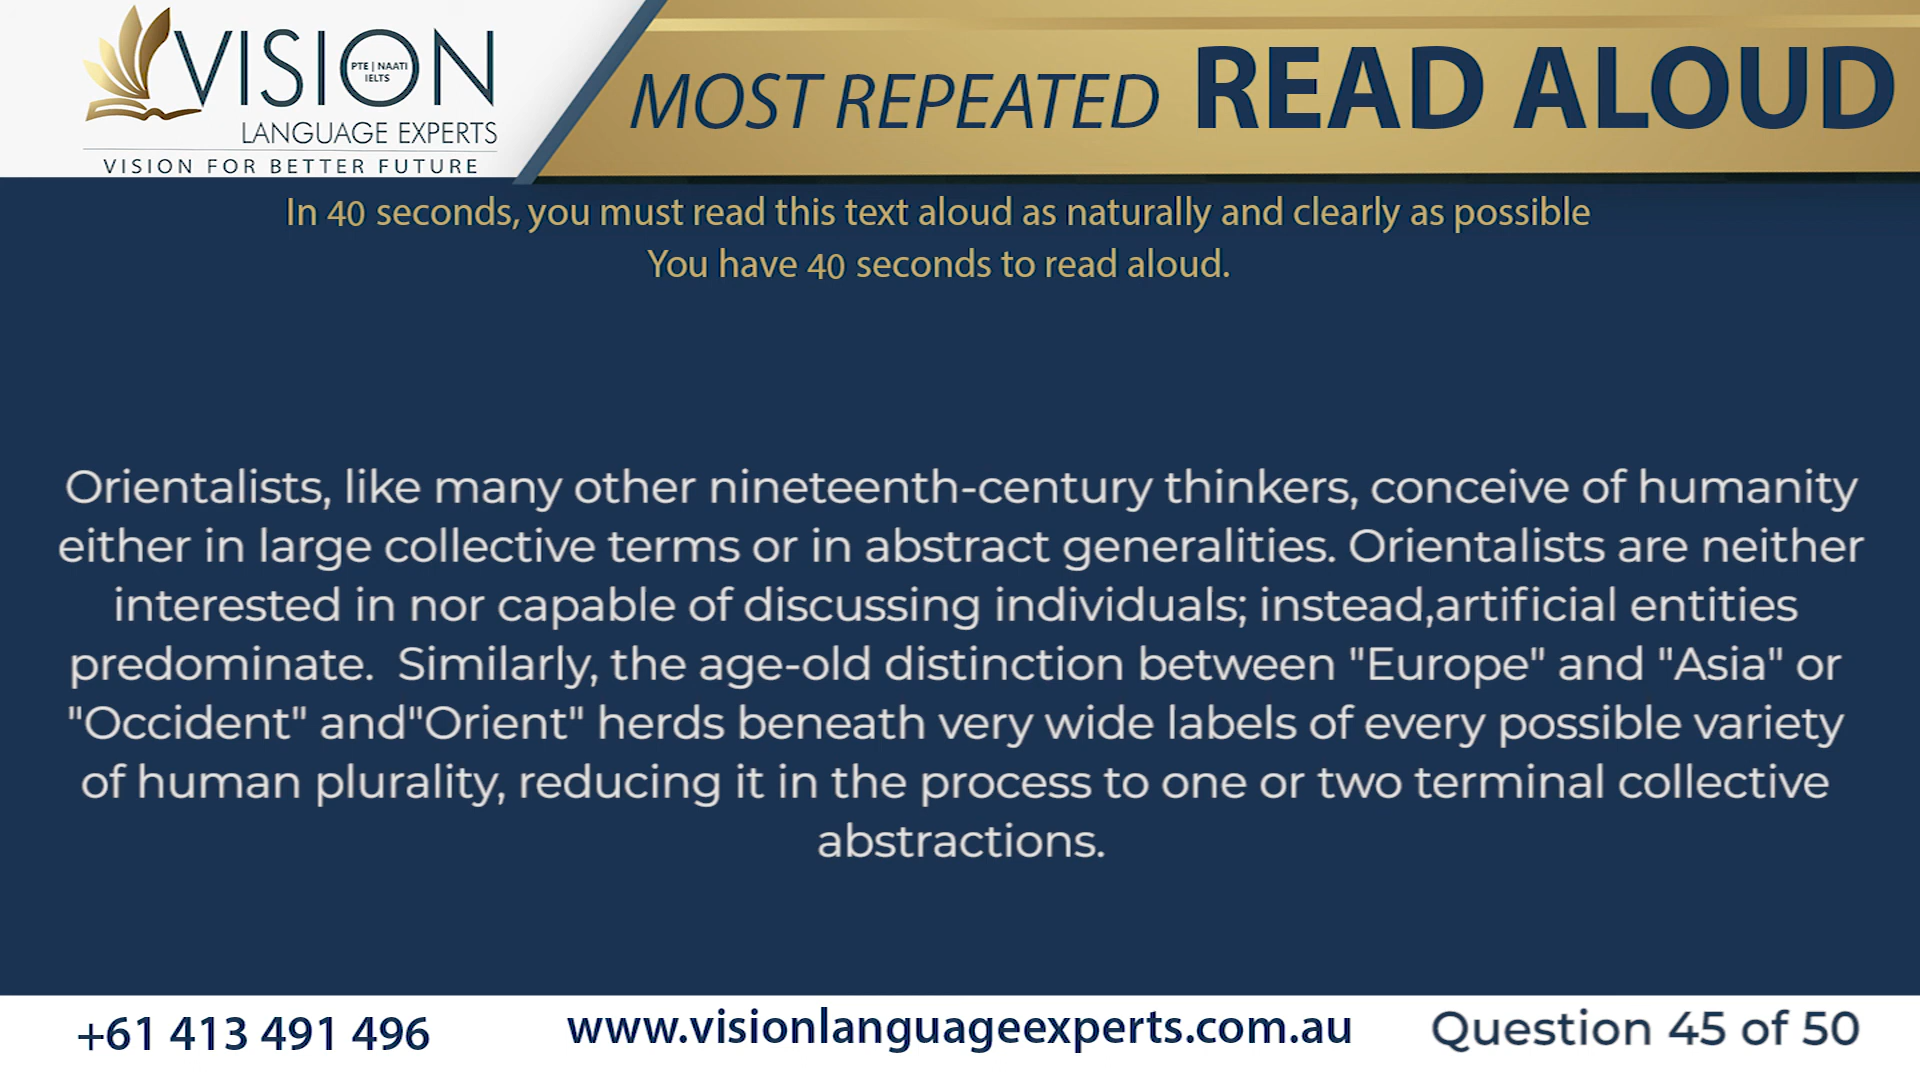 VISION
PTE | NAATI
IELTS
LANGUAGE EXPERTS
VISION FOR BETTER FUTURE
MOST REPEATED READ ALOUD
In 40 seconds, you must read this text aloud as naturally and clearly as possible
You have 40 seconds to read aloud.
Orientalists, like many other nineteenth-century thinkers, conceive of humanity
either in large collective terms or in abstract generalities. Orientalists are neither
interested in nor capable of discussing individuals; instead,artificial entities
predominate.  Similarly, the age-old distinction between "Europe" and "Asia" or
"Occident" and"Orient" herds beneath very wide labels of every possible variety
of human plurality, reducing it in the process to one or two terminal collective
abstractions.
+61 413 491 496
www.visionlanguageexperts.com.au
Question 45 of 50